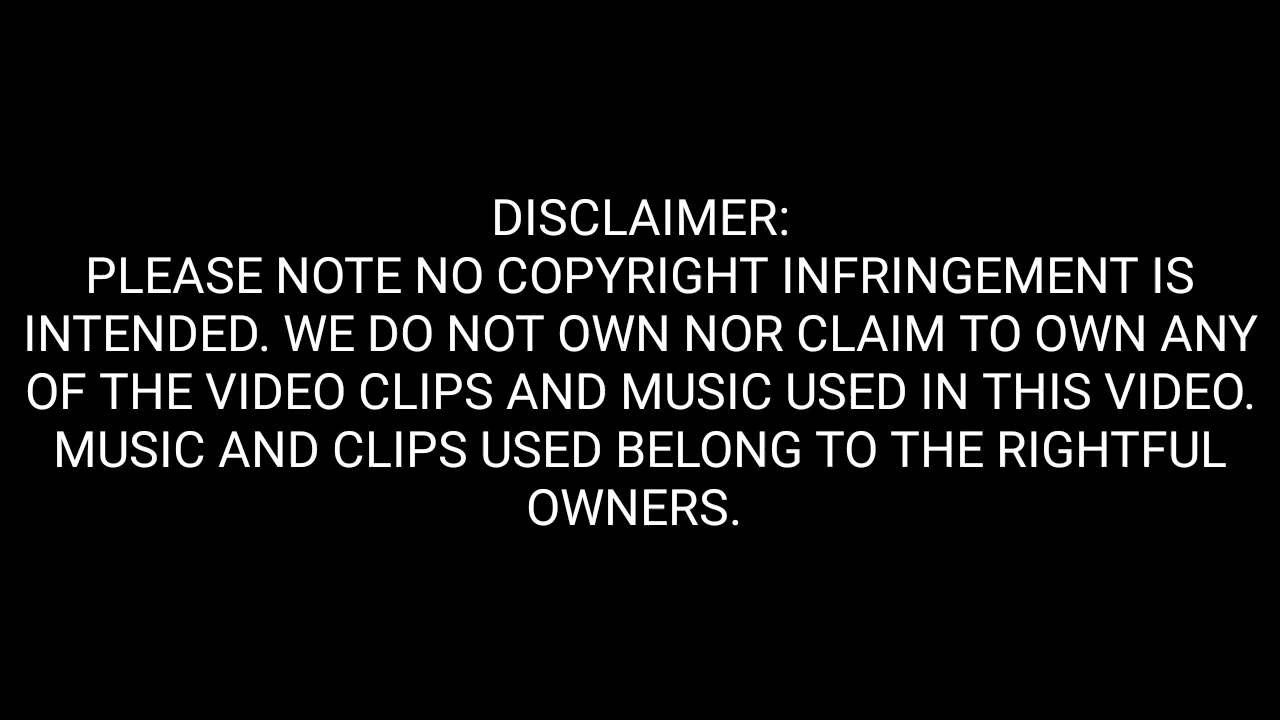 DISCLAIMER:
PLEASE NOTE NO COPYRIGHT INFRINGEMENT IS
INTENDED. WE DO NOT OWN NOR CLAIM TO OWN ANY
OF THE VIDEO CLIPS AND MUSIC USED IN THIS VIDEO.
MUSIC AND CLIPS USED BELONG TO THE RIGHTFUL
OWNERS.